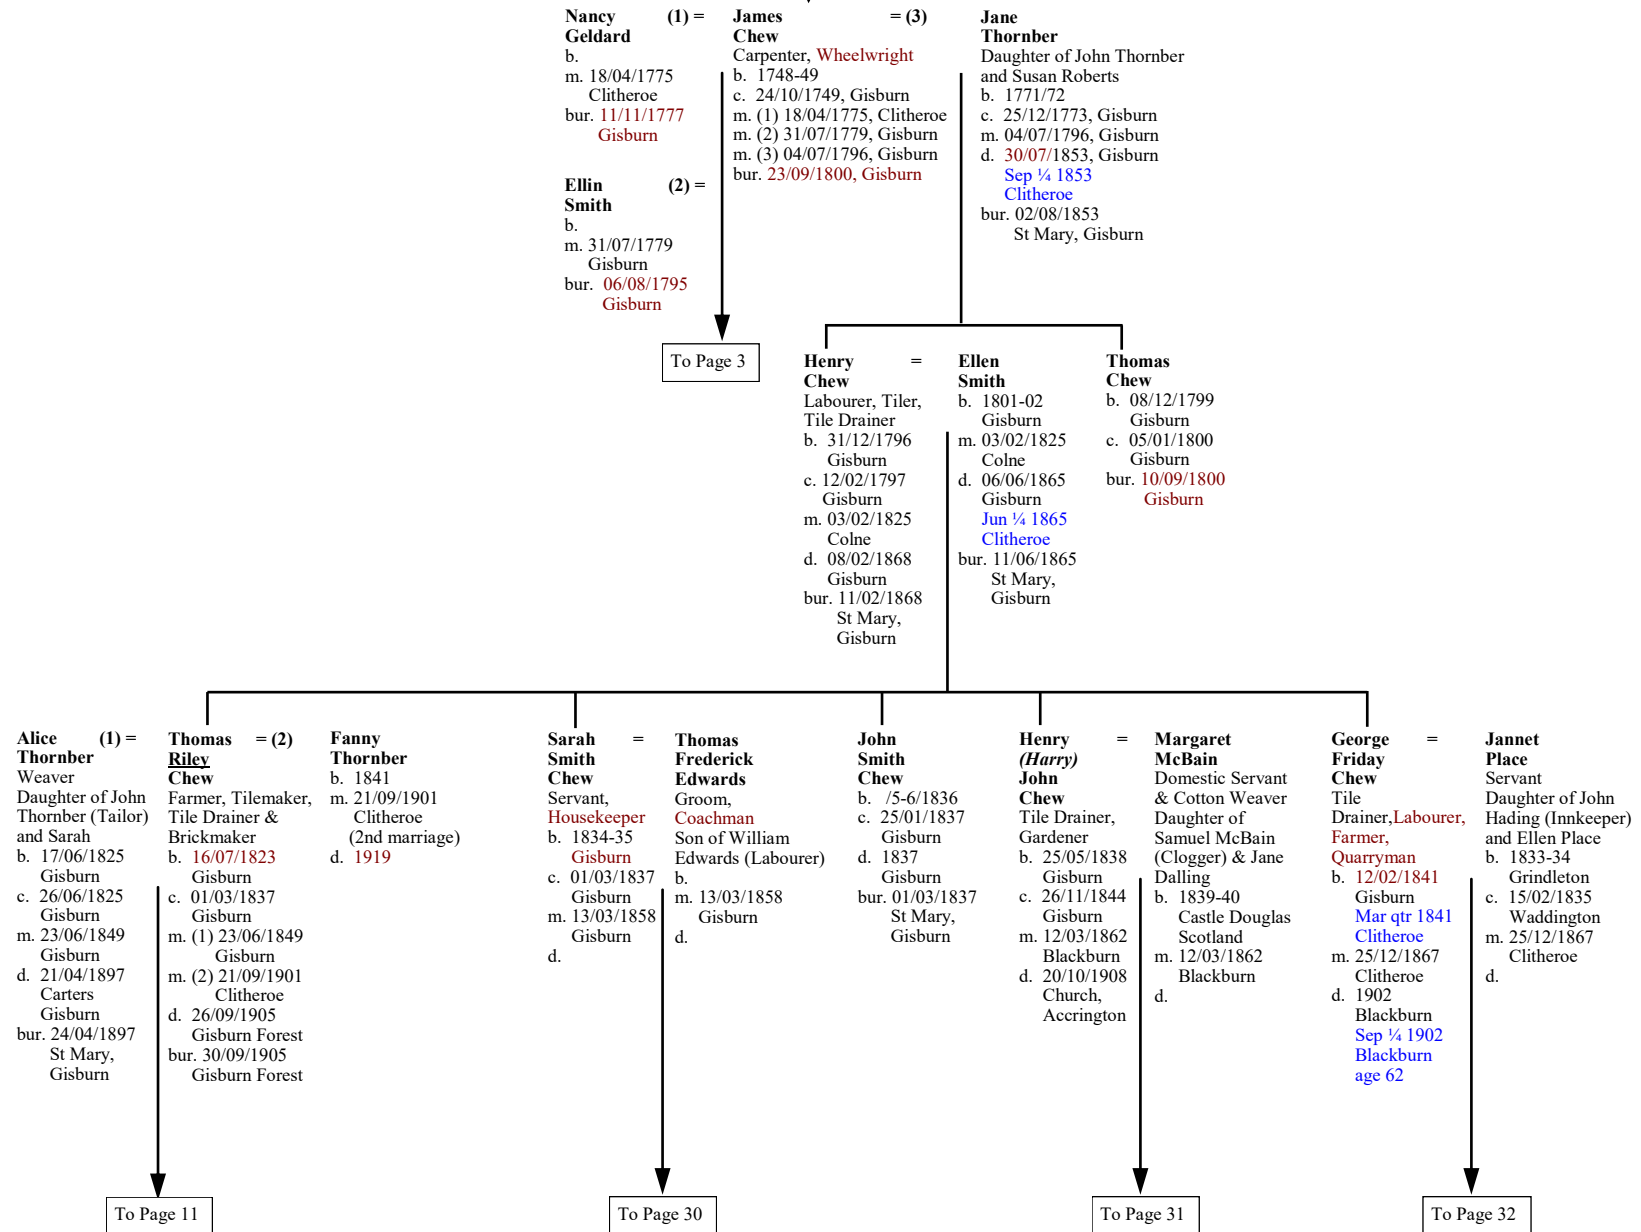 Nancy (1) =
Geldard
b.
m. 18/04/1775
Clitheroe
bur. 11/11/1777
Gisburn
Ellin (2) =
Smith
b.
m. 31/07/1779
Gisburn
bur. 06/08/1795
Gisburn
James = (3)
Chew
Carpenter, Wheelwright
b. 1748-49
c. 24/10/1749, Gisburn
m. (1) 18/04/1775, Clitheroe
m. (2) 31/07/1779, Gisburn
m. (3) 04/07/1796, Gisburn
bur. 23/09/1800, Gisburn
Jane
Thornber
Daughter of John Thornber
and Susan Roberts
b. 1771/72
c. 25/12/1773, Gisburn
m. 04/07/1796, Gisburn
d. 30/07/1853, Gisburn
Sep ¼ 1853
Clitheroe
bur. 02/08/1853
St Mary, Gisburn
To Page 3
Henry =
Chew
Labourer, Tiler,
Tile Drainer
b. 31/12/1796
Gisburn
c. 12/02/1797
Gisburn
m. 03/02/1825
Colne
d. 08/02/1868
Gisburn
bur. 11/02/1868
St Mary,
Gisburn
Ellen
Smith
b. 1801-02
Gisburn
m. 03/02/1825
Colne
d. 06/06/1865
Gisburn
Jun ¼ 1865
Clitheroe
bur. 11/06/1865
St Mary,
Gisburn
Thomas
Chew
b. 08/12/1799
Gisburn
c. 05/01/1800
Gisburn
bur. 10/09/1800
Gisburn
Alice (1) =
Thornber
Weaver
Daughter of John
Thornber (Tailor)
and Sarah
b. 17/06/1825
Gisburn
c. 26/06/1825
Gisburn
m. 23/06/1849
Gisburn
d. 21/04/1897
Carters
Gisburn
bur. 24/04/1897
St Mary,
Gisburn
Thomas = (2)
Riley
Chew
Farmer, Tilemaker,
Tile Drainer &
Brickmaker
b. 16/07/1823
Gisburn
c. 01/03/1837
Gisburn
m. (1) 23/06/1849
Gisburn
m. (2) 21/09/1901
Clitheroe
d. 26/09/1905
Gisburn Forest
bur. 30/09/1905
Gisburn Forest
Fanny
Thornber
b. 1841
m. 21/09/1901
Clitheroe
(2nd marriage)
d. 1919
Sarah =
Smith
Chew
Servant,
Housekeeper
b. 1834-35
Gisburn
c. 01/03/1837
Gisburn
m. 13/03/1858
Gisburn
d.
Thomas
Frederick
Edwards
Groom,
Coachman
Son of William
Edwards (Labourer)
b.
m. 13/03/1858
Gisburn
d.
John
Smith
Chew
b. /5-6/1836
c. 25/01/1837
Gisburn
d. 1837
Gisburn
bur. 01/03/1837
St Mary,
Gisburn
Henry =
(Harry)
John
Chew
Tile Drainer,
Gardener
b. 25/05/1838
Gisburn
c. 26/11/1844
Gisburn
m. 12/03/1862
Blackburn
d. 20/10/1908
Church,
Accrington
Margaret
McBain
Domestic Servant
& Cotton Weaver
Daughter of
Samuel McBain
(Clogger) & Jane
Dalling
b. 1839-40
Castle Douglas
Scotland
m. 12/03/1862
Blackburn
d.
George =
Friday
Chew
Tile
Drainer,Labourer,
Farmer,
Quarryman
b. 12/02/1841
Gisburn
Mar qtr 1841
Clitheroe
m. 25/12/1867
Clitheroe
d. 1902
Blackburn
Sep ¼ 1902
Blackburn
age 62
Jannet
Place
Servant
Daughter of John
Hading (Innkeeper)
and Ellen Place
b. 1833-34
Grindleton
c. 15/02/1835
Waddington
m. 25/12/1867
Clitheroe
d.
To Page 11
To Page 30
To Page 31
To Page 32